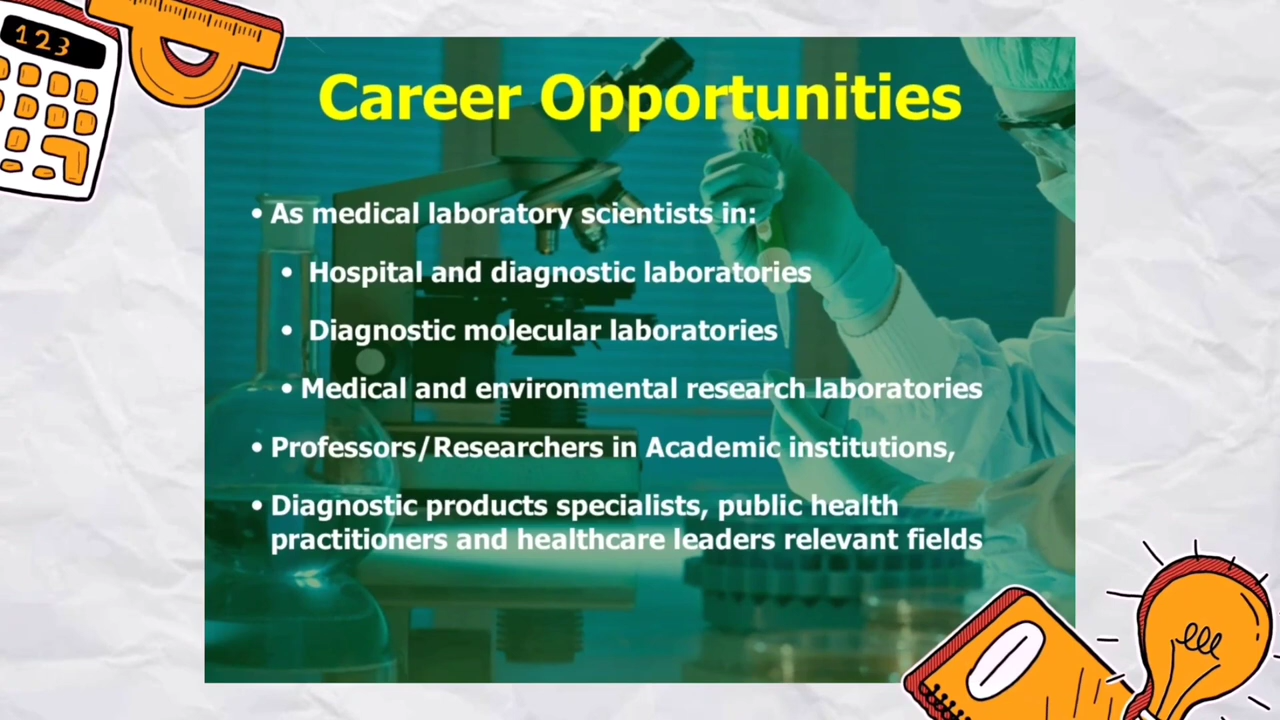 123
Career Opportunities
• As medical laboratory scientists in:
• Hospital and diagnostic laboratories
• Diagnostic molecular laboratories
• Medical and environmental research laboratories
• Professors/Researchers in Academic institutions,
• Diagnostic products specialists, public health
practitioners and healthcare leaders relevant fields